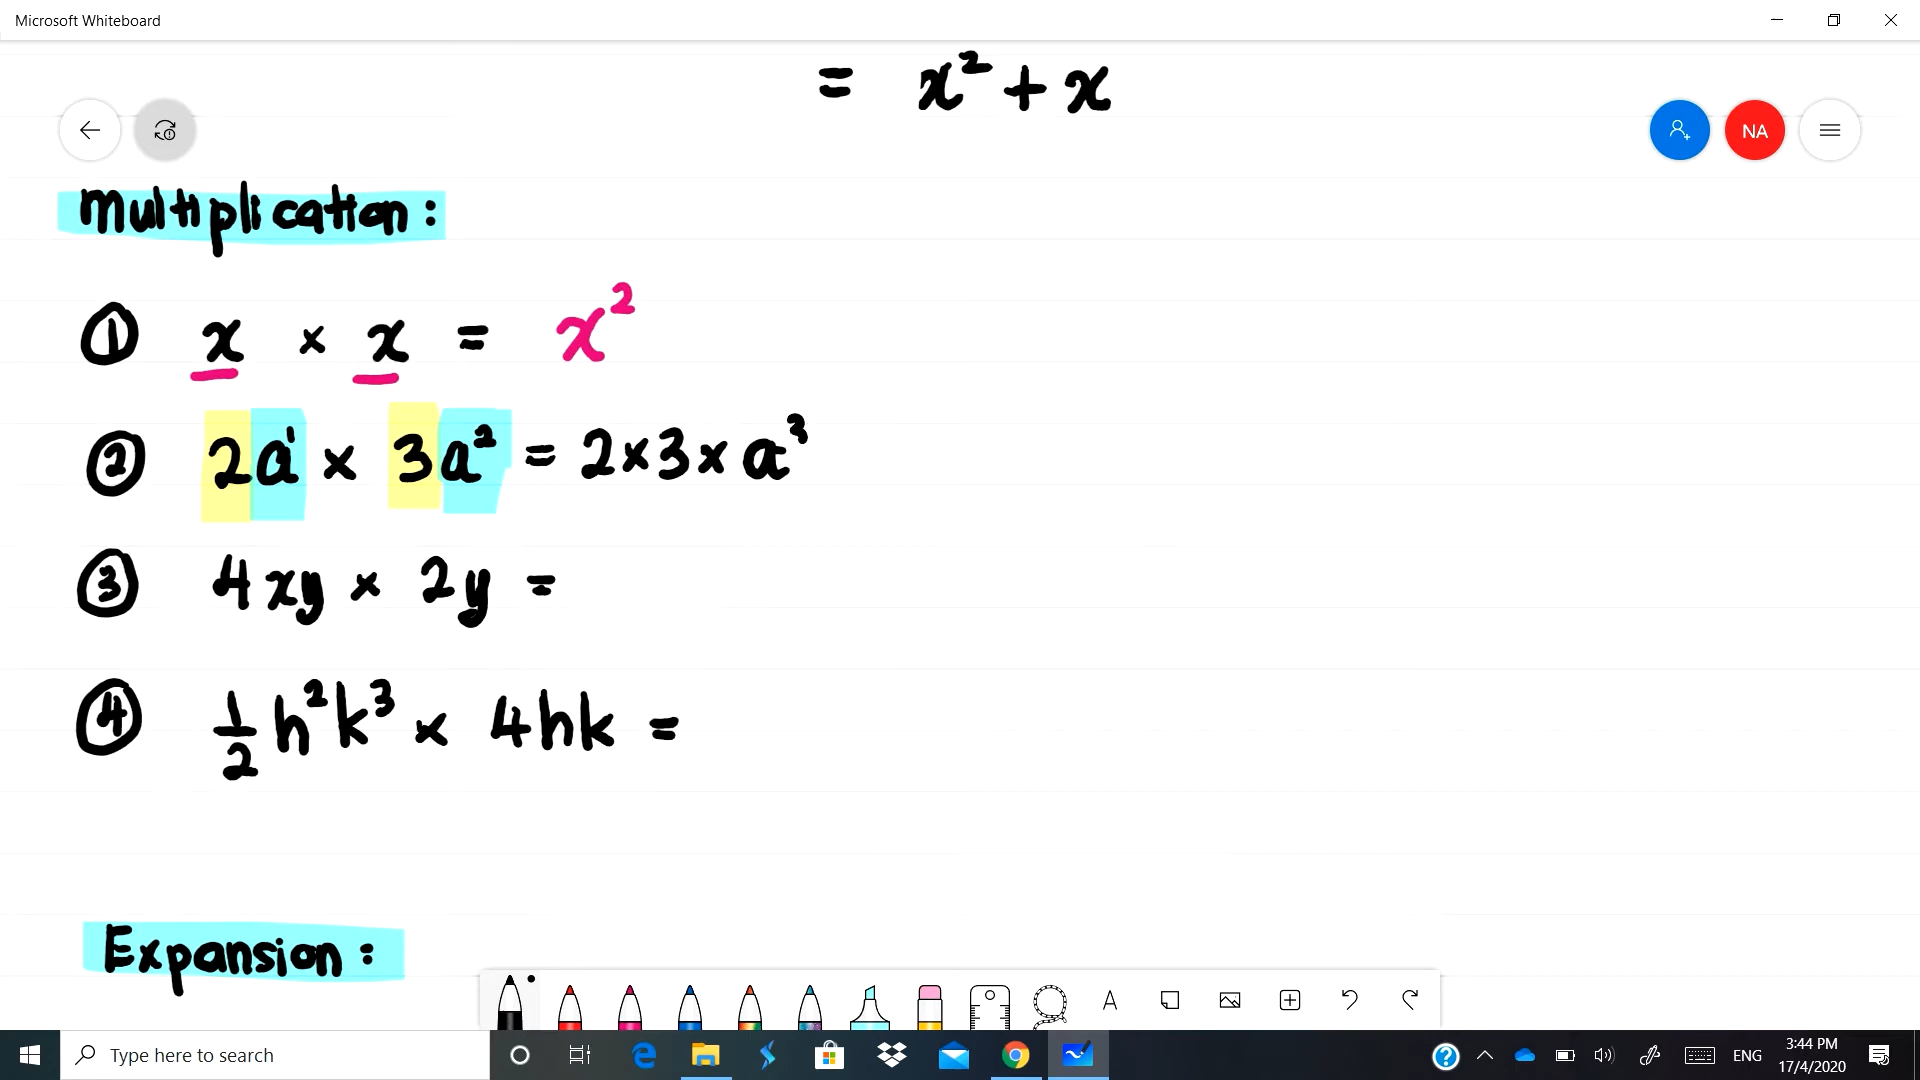 Microsoft Whiteboard
= x² + x
NA
Multiplication:
① x × x = x²
② 2a¹ × 3a² = 2×3×a³
③ 4xy × 2y =
④ ½h²k³ × 4hk =
Expansion:
A
Type here to search
ENG
3:44 PM
17/4/2020